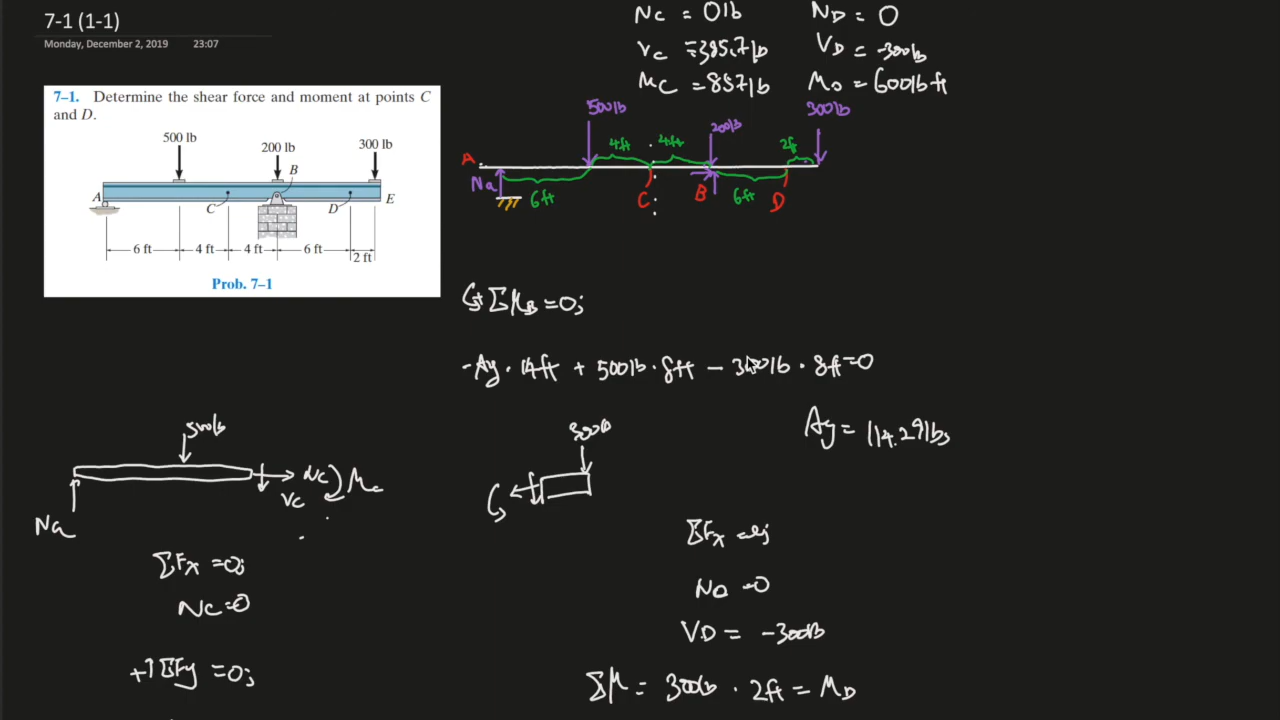 7-1 (1-1)
Monday, December 2, 2019 23:07
NC = 0lb ND = 0
VC = 385.7lb VD = -300lb
MC = 857lb MD = 600lbft
7–1. Determine the shear force and moment at points C
and D.
500 lb
200 lb
300 lb
B
A
C
D
E
6 ft 4 ft 4 ft 6 ft
2 ft
Prob. 7–1
500lb
200lb
300lb
4ft 4ft 2ft
A
Na
6ft
C
B
6ft
D
ΣMB = 0;
-Ay · 14ft + 500lb · 8ft - 300lb · 8ft = 0
Ay = 114.29lbs
500lb
NC
VC
MC
Na
300lb
ΣFx = 0;
NC = 0
+↑ΣFy = 0;
ΣFx = 0;
ND = 0
VD = -300lb
ΣM = 300lb · 2ft = MD